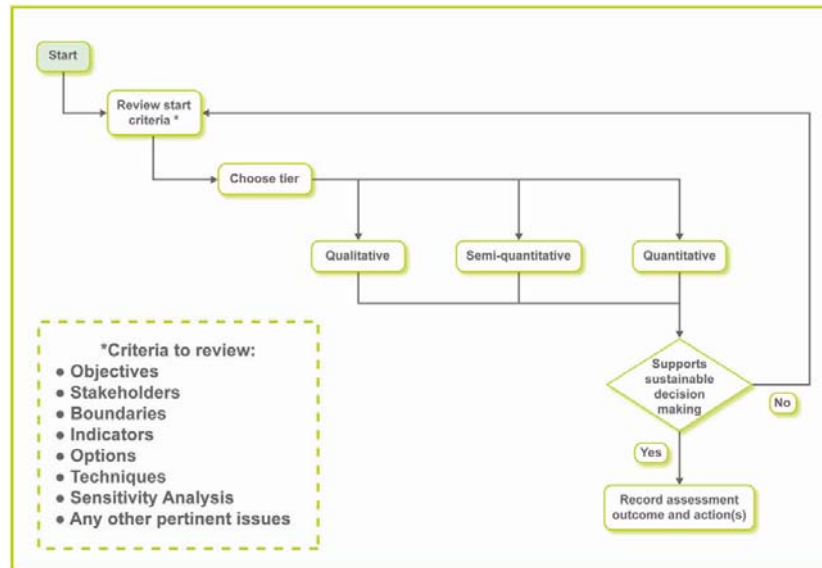 Start
Review start
criteria *
Choose tier
Qualitative
Semi-quantitative
Quantitative
*Criteria to review:
● Objectives
● Stakeholders
● Boundaries
● Indicators
● Options
● Techniques
● Sensitivity Analysis
● Any other pertinent issues
Supports
sustainable
decision
making
No
Yes
Record assessment
outcome and action(s)